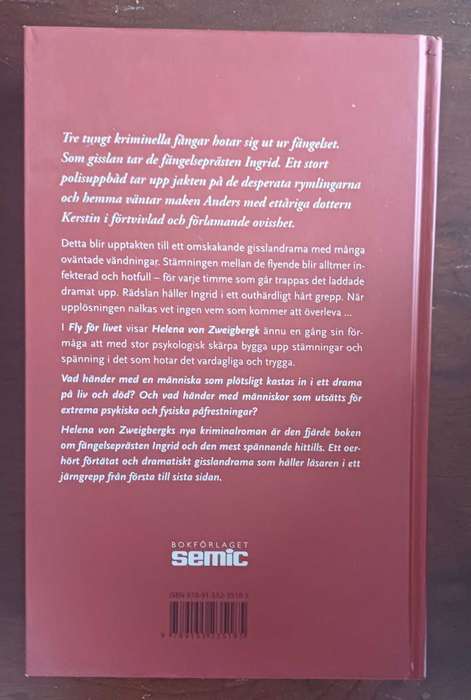 Tre tungt kriminella fångar hotar sig ut ur fängelset.
Som gisslan tar de fängelseprästen Ingrid. Ett stort
polisuppbåd tar upp jakten på de desperata rymlingarna
och hemma väntar maken Anders med ettåriga dottern
Kerstin i förtvivlad och förlamande ovisshet.
Detta blir upptakten till ett omskakande gisslandrama med många
oväntade vändningar. Stämningen mellan de flyende blir alltmer in-
fekterad och hotfull – för varje timme som går trappas det laddade
dramat upp. Rädslan håller Ingrid i ett outhärdligt hårt grepp. När
upplösningen nalkas vet ingen vem som kommer att överleva ...
I Fly för livet visar Helena von Zweigbergk ännu en gång sin för-
måga att med stor psykologisk skärpa bygga upp stämningar och
spänning i det som hotar det vardagliga och trygga.
Vad händer med en människa som plötsligt kastas in i ett drama
på liv och död? Och vad händer med människor som utsätts för
extrema psykiska och fysiska påfrestningar?
Helena von Zweigbergks nya kriminalroman är den fjärde boken
om fängelseprästen Ingrid och den mest spännande hittills. Ett oer-
hört förtätat och dramatiskt gisslandrama som håller läsaren i ett
järngrepp från första till sista sidan.
BOKFÖRLAGET
semic
ISBN